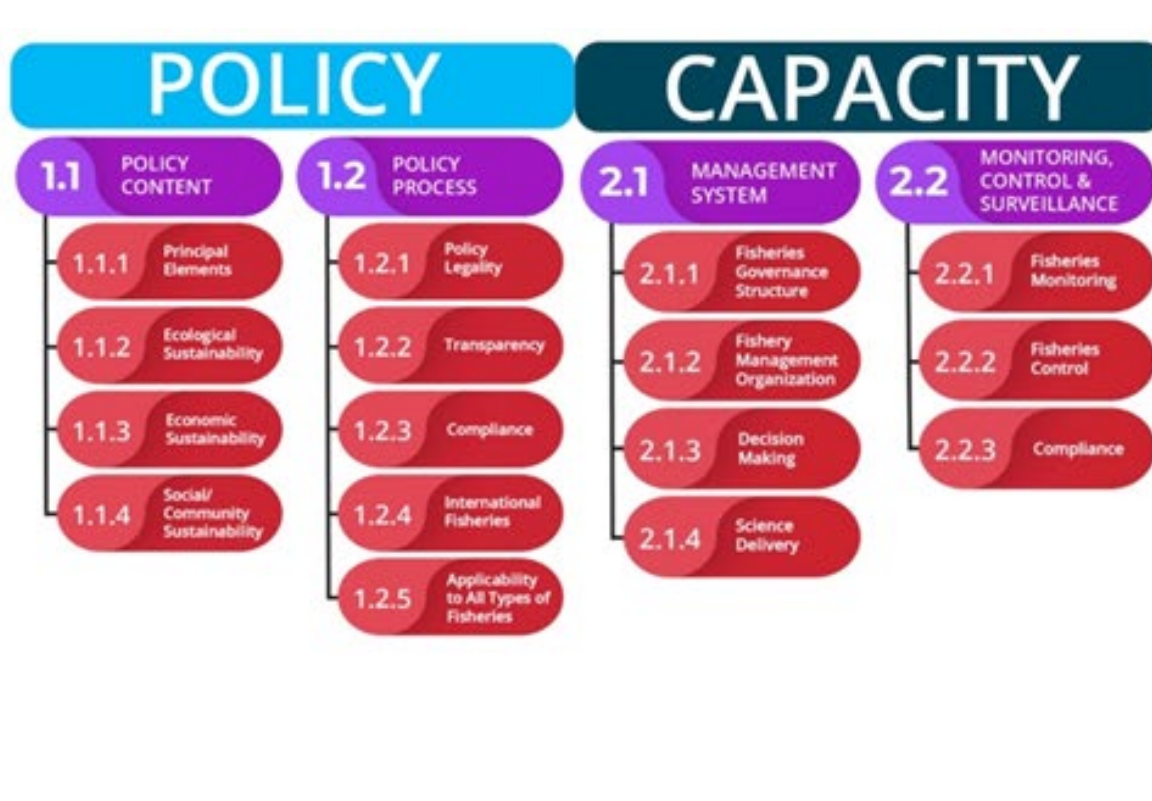 POLICY
CAPACITY
1.1
POLICY
CONTENT
1.1.1
Principal
Elements
1.1.2
Ecological
Sustainability
1.1.3
Economic
Sustainability
1.1.4
Social/
Community
Sustainability
1.2
POLICY
PROCESS
1.2.1
Policy
Legality
1.2.2
Transparency
1.2.3
Compliance
1.2.4
International
Fisheries
1.2.5
Applicability
to All Types of
Fisheries
2.1
MANAGEMENT
SYSTEM
2.1.1
Fisheries
Governance
Structure
2.1.2
Fishery
Management
Organization
2.1.3
Decision
Making
2.1.4
Science
Delivery
2.2
MONITORING,
CONTROL &
SURVEILLANCE
2.2.1
Fisheries
Monitoring
2.2.2
Fisheries
Control
2.2.3
Compliance